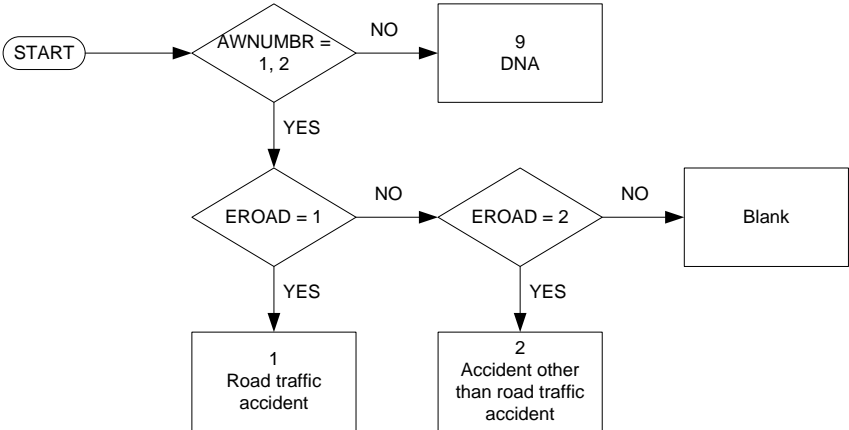 START
AWNUMBR =
1, 2
NO
9
DNA
YES
EROAD = 1
NO
EROAD = 2
NO
Blank
YES
YES
1
Road traffic
accident
2
Accident other
than road traffic
accident